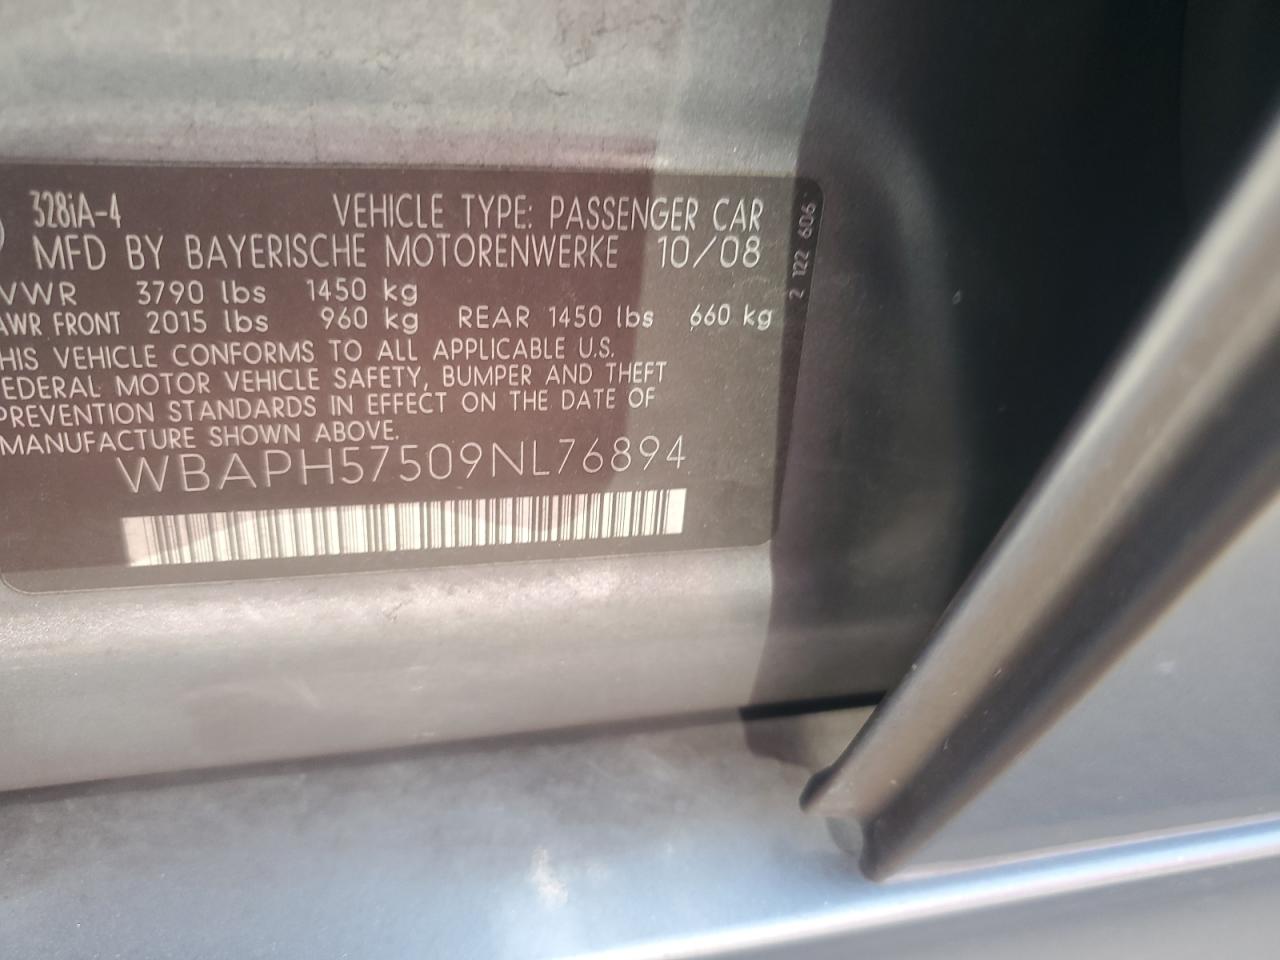 328iA-4 VEHICLE TYPE: PASSENGER CAR
MFD BY BAYERISCHE MOTORENWERKE 10/08
VWR 3790 lbs 1450 kg
AWR FRONT 2015 lbs 960 kg REAR 1450 lbs 660 kg
HIS VEHICLE CONFORMS TO ALL APPLICABLE U.S.
EDERAL MOTOR VEHICLE SAFETY, BUMPER AND THEFT
PREVENTION STANDARDS IN EFFECT ON THE DATE OF
MANUFACTURE SHOWN ABOVE.
WBAPH57509NL76894
2 122 606